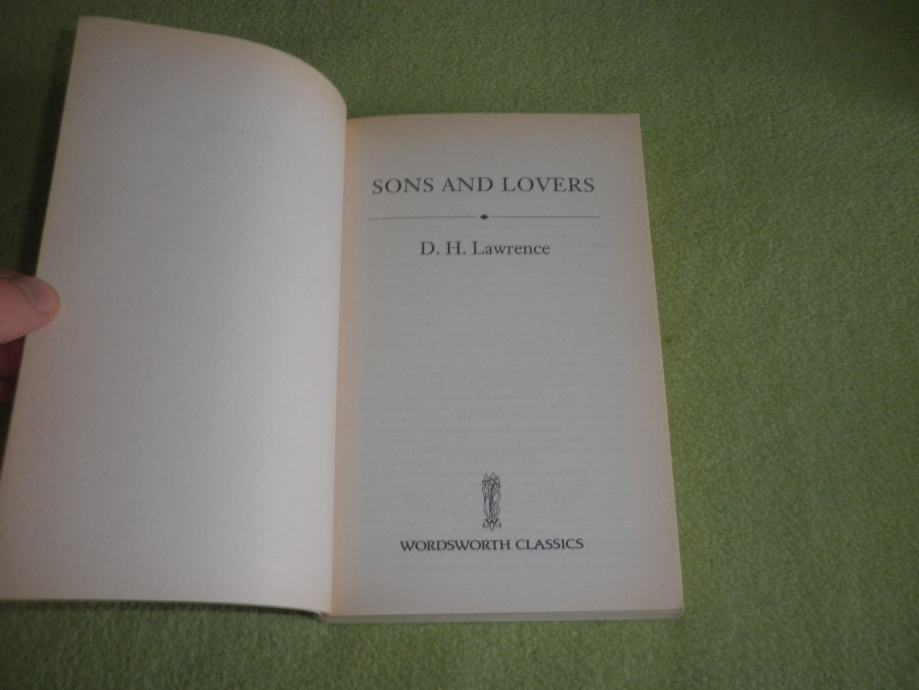 SONS AND LOVERS
D. H. Lawrence
WORDSWORTH CLASSICS